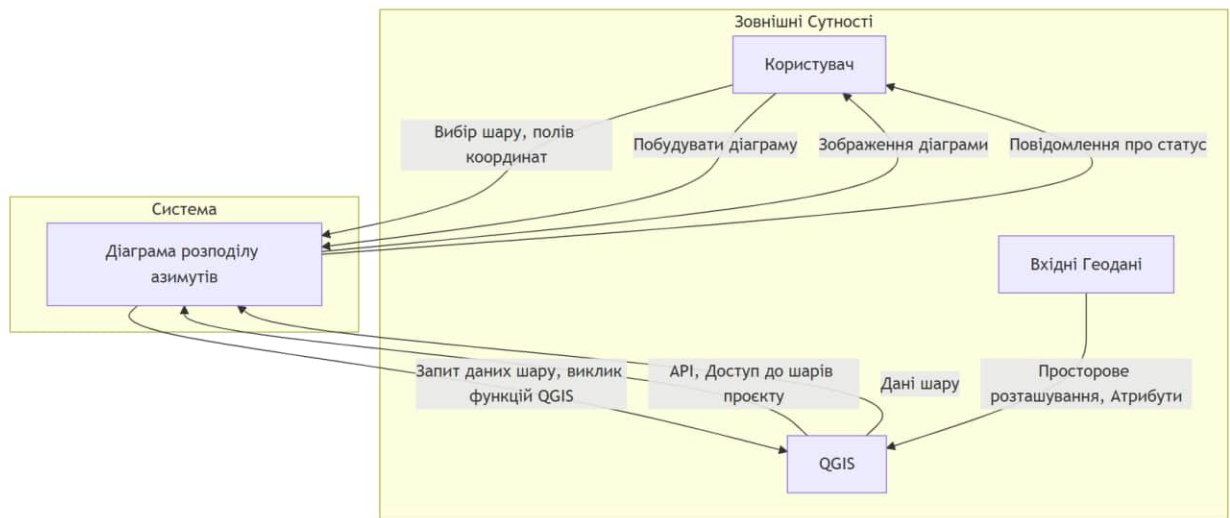 Зовнішні Сутності
Користувач
Вибір шару, полів
координат
Побудувати діаграму
Зображення діаграми
Повідомлення про статус
Система
Діаграма розподілу
азимутів
Вхідні Геодані
Запит даних шару, виклик
функцій QGIS
API, Доступ до шарів
проєкту
Дані шару
Просторове
розташування, Атрибути
QGIS